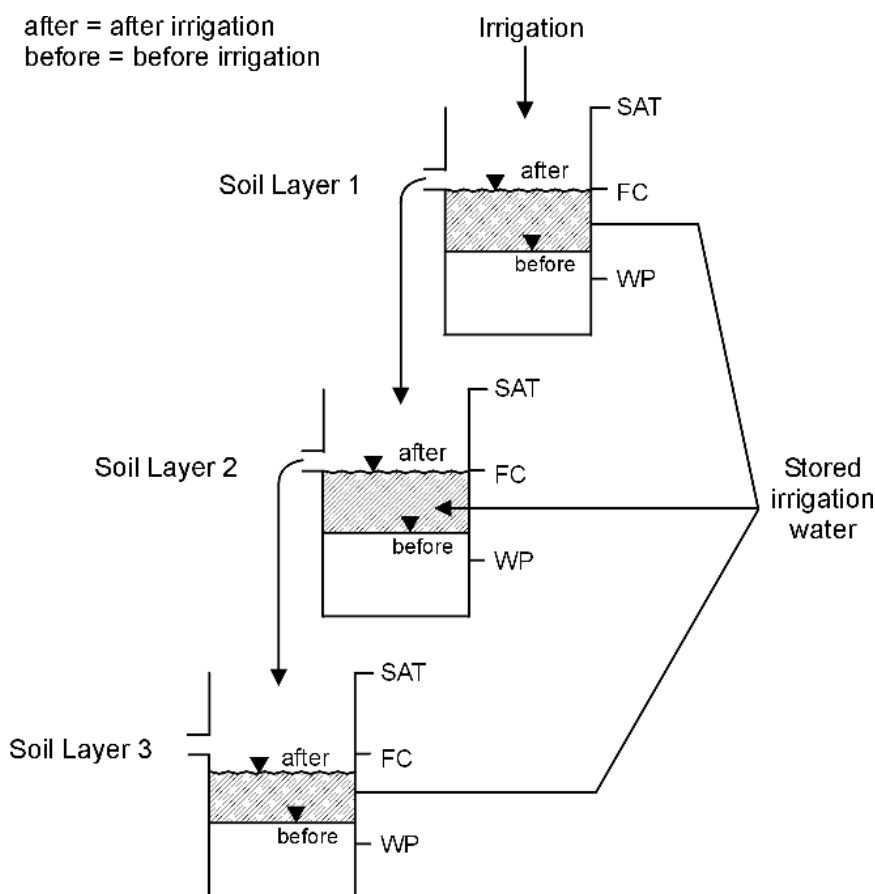 after = after irrigation
before = before irrigation
Irrigation
SAT
after
Soil Layer 1
FC
before
WP
SAT
after
Soil Layer 2
FC
Stored
irrigation
water
before
WP
SAT
Soil Layer 3
after
FC
before
WP